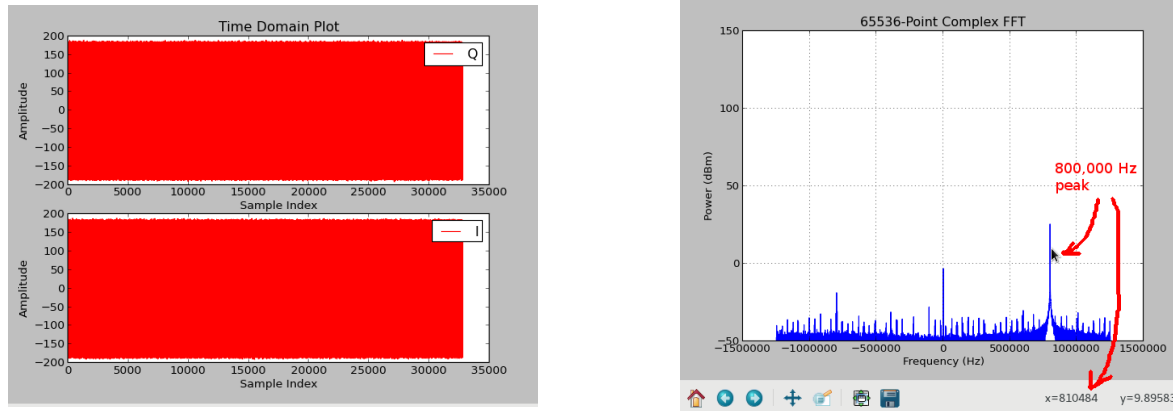 Time Domain Plot
200
150
100
50
0
−50
−100
−150
−200
Amplitude
Q
0 5000 10000 15000 20000 25000 30000 35000
Sample Index
200
150
100
50
0
−50
−100
−150
−200
Amplitude
I
0 5000 10000 15000 20000 25000 30000 35000
Sample Index
65536-Point Complex FFT
150
100
50
0
−50
Power (dBm)
800,000 Hz
peak
−1500000 −1000000 −500000 0 500000 1000000 1500000
Frequency (Hz)
x=810484 y=9.8958